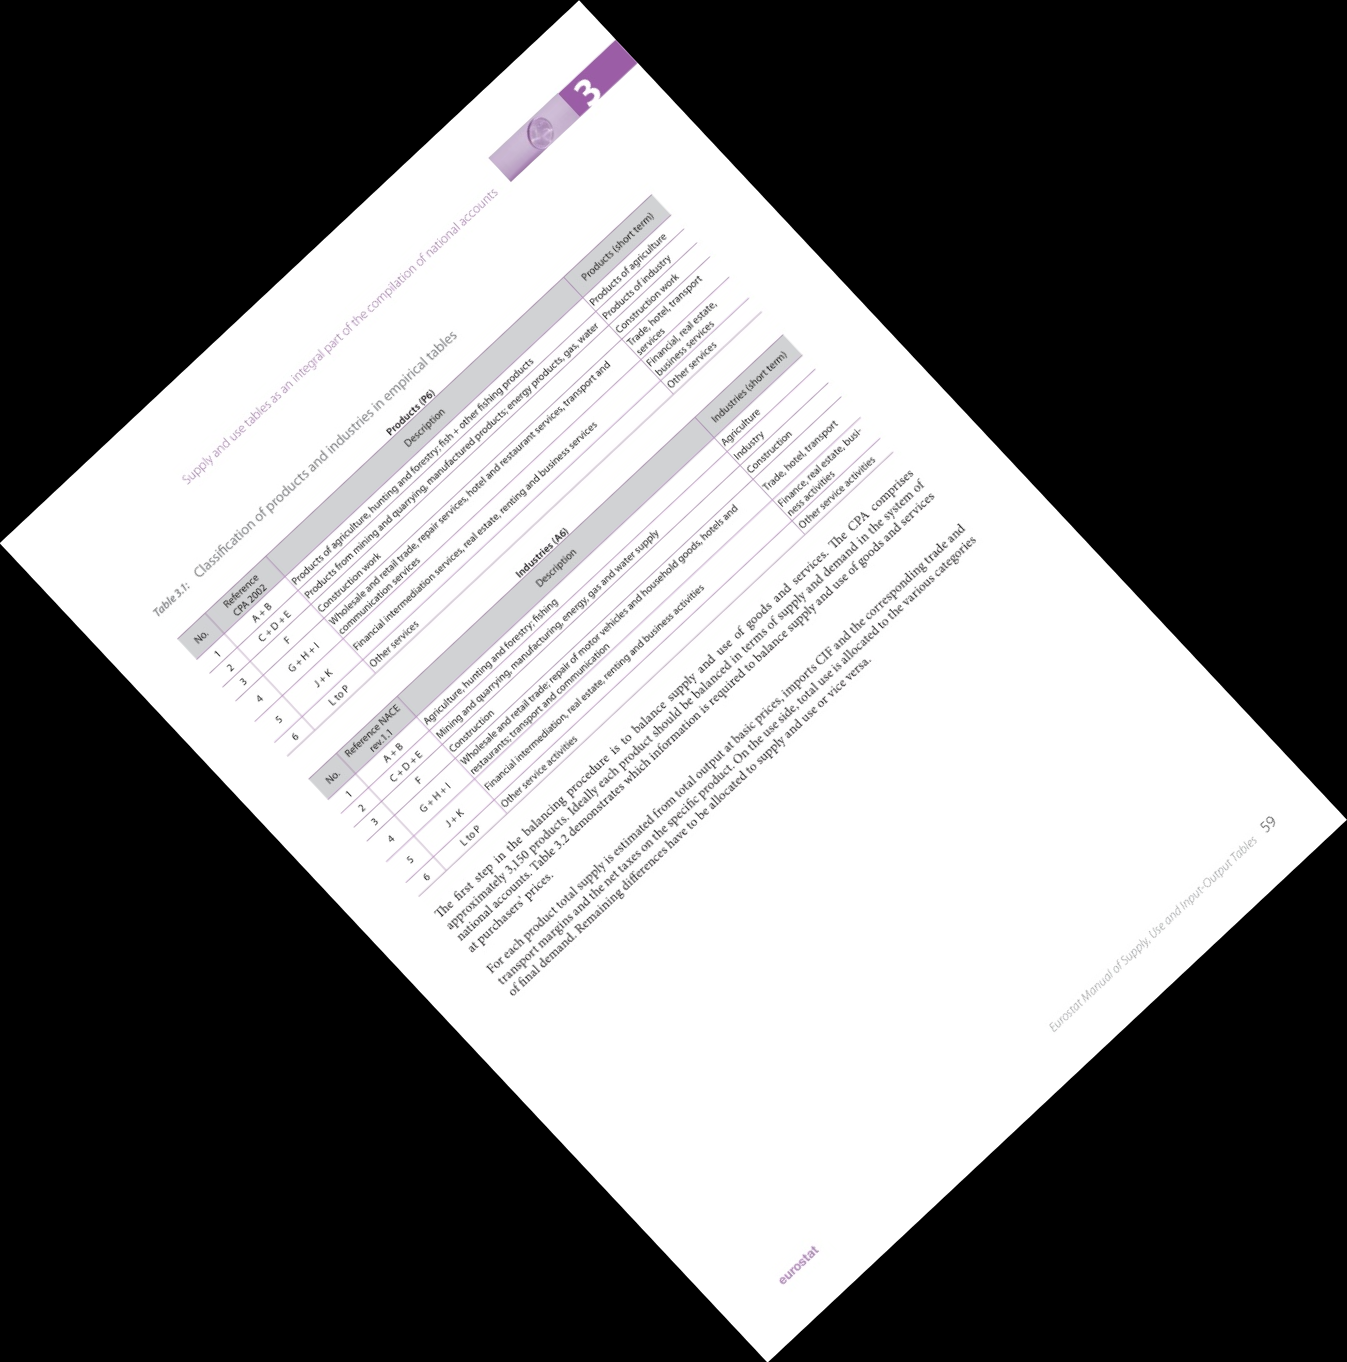 Supply and use tables as an integral part of the compilation of national accounts
3
Table 3.1: Classification of products and industries in empirical tables
Products (P6)
No. Reference CPA 2002 Description Products (short term)
1 A + B Products of agriculture, hunting and forestry; fish + other fishing products Products of agriculture
2 C + D + E Products from mining and quarrying, manufactured products; energy products, gas, water Products of industry
3 F Construction work Construction work
4 G + H + I Wholesale and retail trade, repair services, hotel and restaurant services, transport and communication services Trade, hotel, transport services
5 J + K Financial intermediation services, real estate, renting and business services Financial, real estate, business services
6 L to P Other services Other services
Industries (A6)
No. Reference NACE rev.1.1 Description Industries (short term)
1 A + B Agriculture, hunting and forestry; fishing Agriculture
2 C + D + E Mining and quarrying, manufacturing, energy, gas and water supply Industry
3 F Construction Construction
4 G + H + I Wholesale and retail trade; repair of motor vehicles and household goods, hotels and restaurants; transport and communication Trade, hotel, transport
5 J + K Financial intermediation, real estate, renting and business activities Finance, real estate, busi-ness activities
6 L to P Other service activities Other service activities
The first step in the balancing procedure is to balance supply and use of goods and services. The CPA comprises
approximately 3,150 products. Ideally each product should be balanced in terms of supply and demand in the system of
national accounts. Table 3.2 demonstrates which information is required to balance supply and use of goods and services
at purchasers' prices.
For each product total supply is estimated from total output at basic prices, imports CIF and the corresponding trade and
transport margins and the net taxes on the specific product. On the use side, total use is allocated to the various categories
of final demand. Remaining differences have to be allocated to supply and use or vice versa.
eurostat
Eurostat Manual of Supply, Use and Input-Output Tables 59